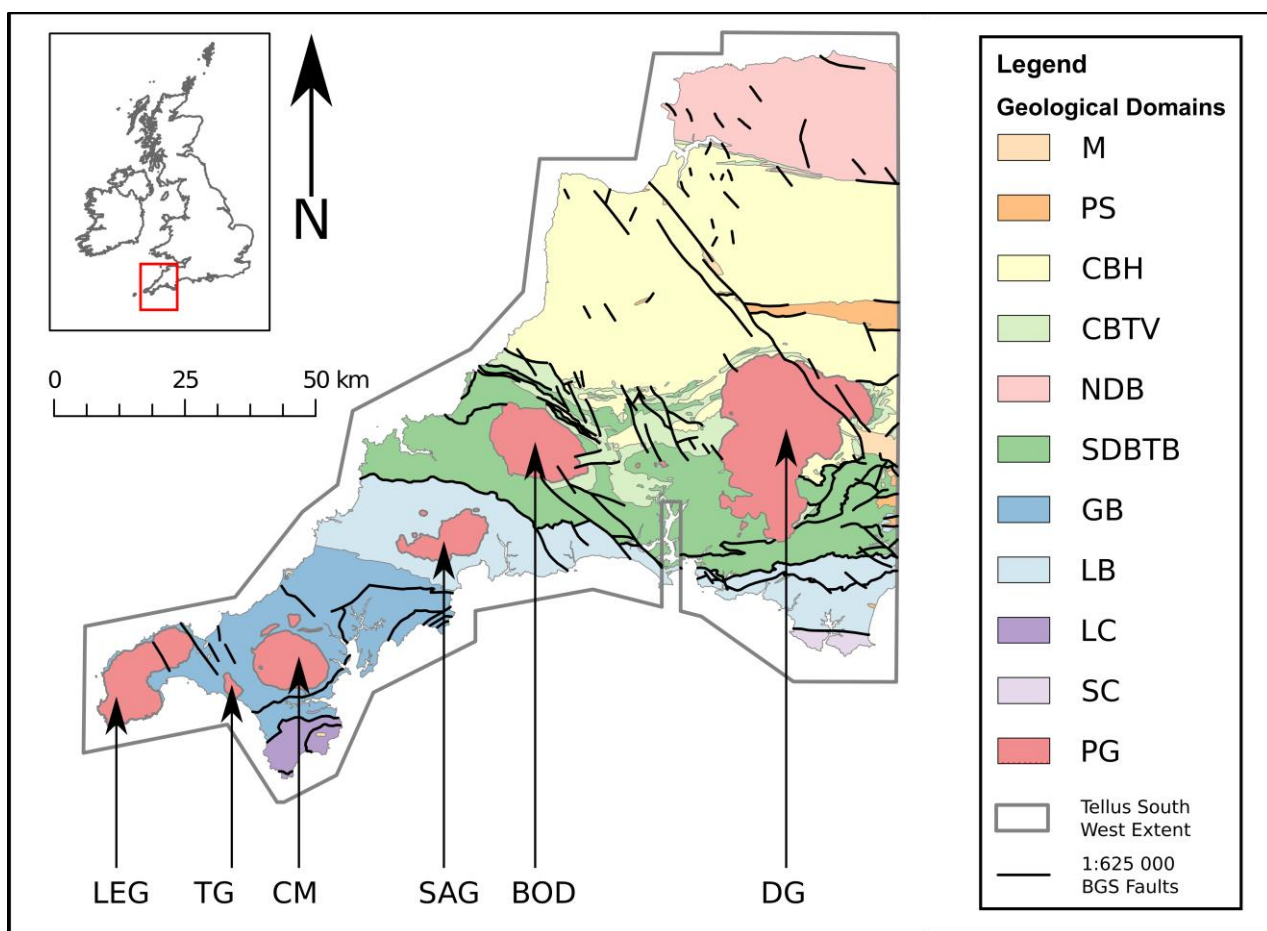 N
0 25 50 km
LEG TG CM SAG BOD DG
Legend
Geological Domains
M
PS
CBH
CBTV
NDB
SDBTB
GB
LB
LC
SC
PG
Tellus South
West Extent
1:625 000
BGS Faults